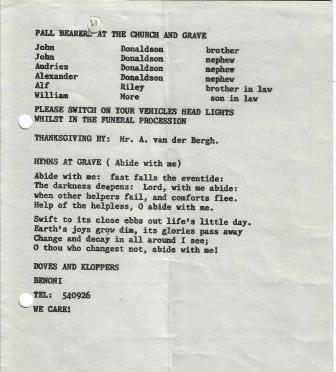 PALL BEARERS AT THE CHURCH AND GRAVE
John Donaldson brother
John Donaldson nephew
Andries Donaldson nephew
Alexander Donaldson nephew
Alf Riley brother in law
William More son in law
PLEASE SWITCH ON YOUR VEHICLES HEAD LIGHTS
WHILST IN THE FUNERAL PROCESSION
THANKSGIVING BY: Mr. A. van der Bergh.
HYMNS AT GRAVE ( Abide with me)
Abide with me: fast falls the eventide:
The darkness deepens: Lord, with me abide:
when other helpers fail, and comforts flee.
Help of the helpless, O abide with me.
Swift to its close ebbs out life's little day.
Earth's joys grow dim, its glories pass away
Change and decay in all around I see;
O thou who changest not, abide with me!
DOVES AND KLOPPERS
BENONI
TEL: 540926
WE CARE!